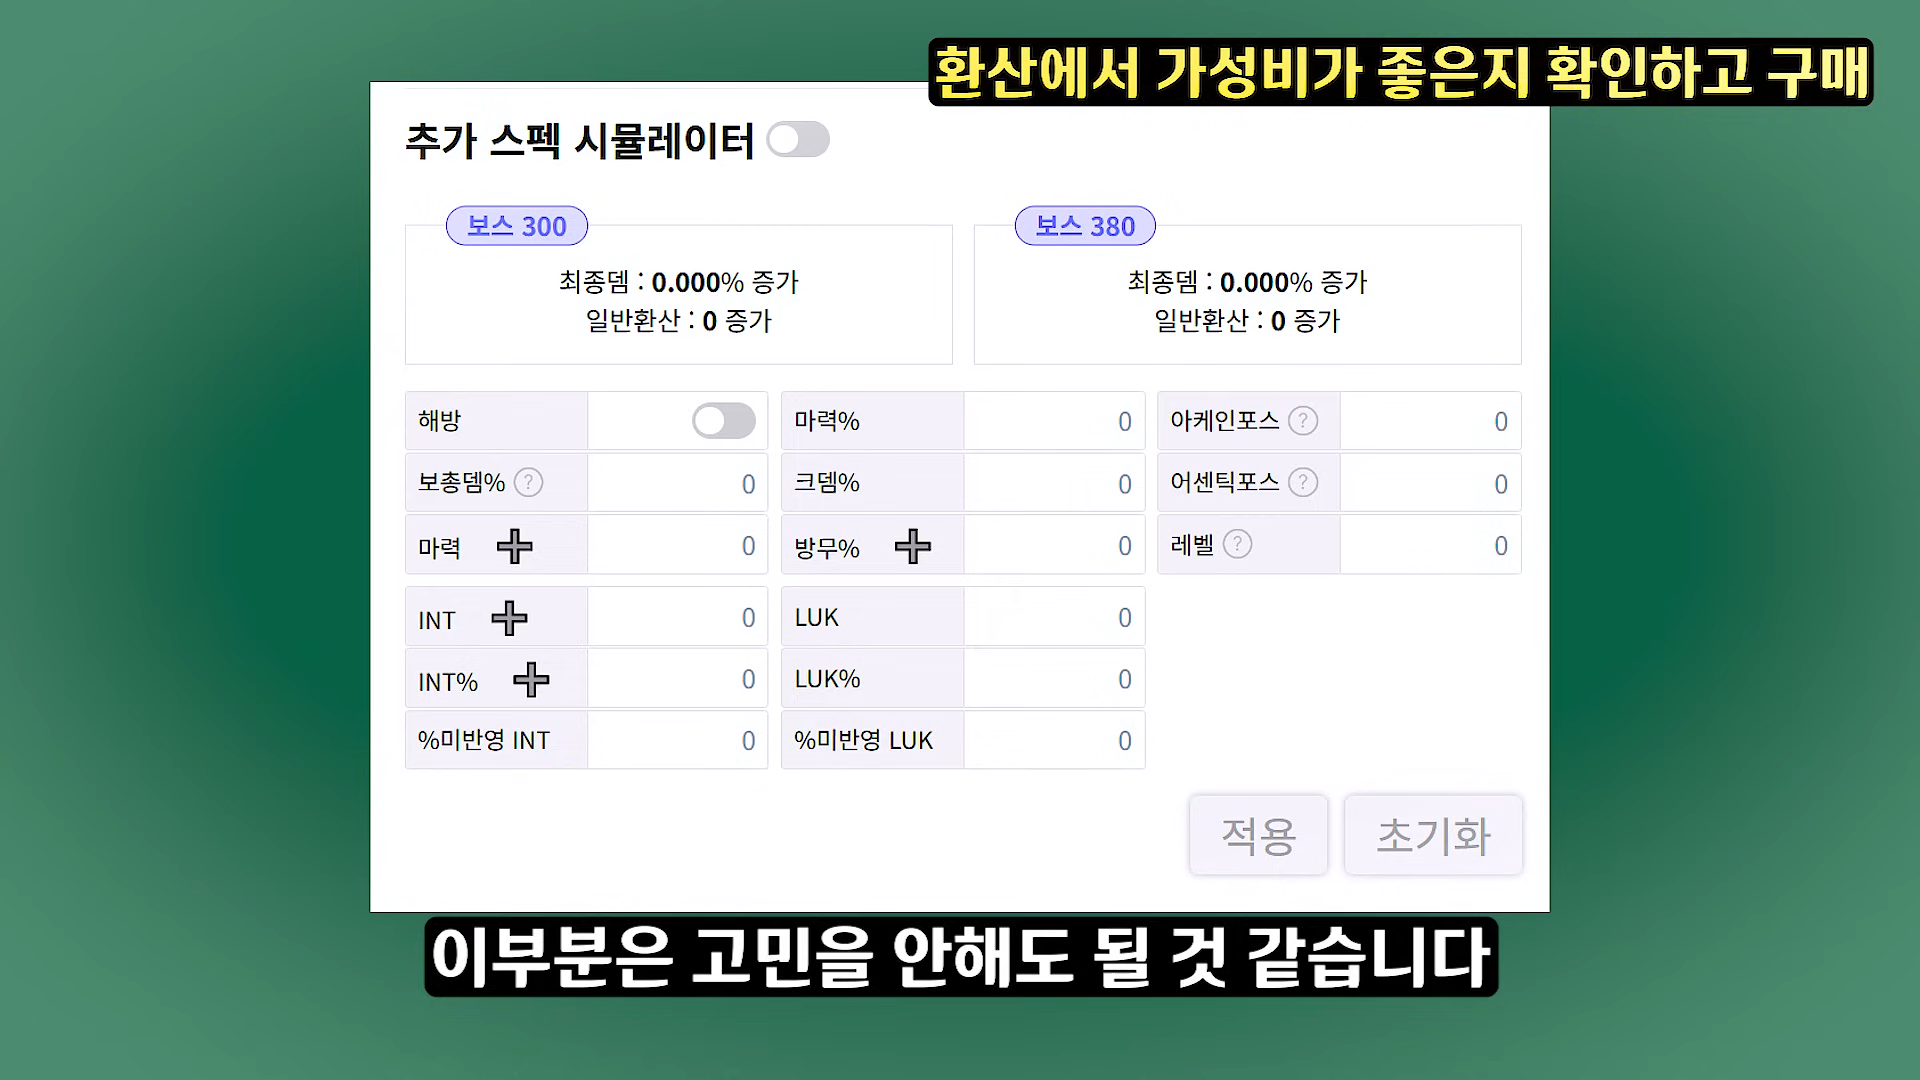 환산에서 가성비가 좋은지 확인하고 구매
추가 스펙 시뮬레이터
보스 300
최종뎀 : 0.000% 증가
일반환산 : 0 증가
보스 380
최종뎀 : 0.000% 증가
일반환산 : 0 증가
해방
마력% 0
아케인포스 ? 0
보총뎀% ? 0
크뎀% 0
어센틱포스 ? 0
마력 0
방무% 0
레벨 ? 0
INT 0
LUK 0
INT% 0
LUK% 0
%미반영 INT 0
%미반영 LUK 0
적용
초기화
이부분은 고민을 안해도 될 것 같습니다